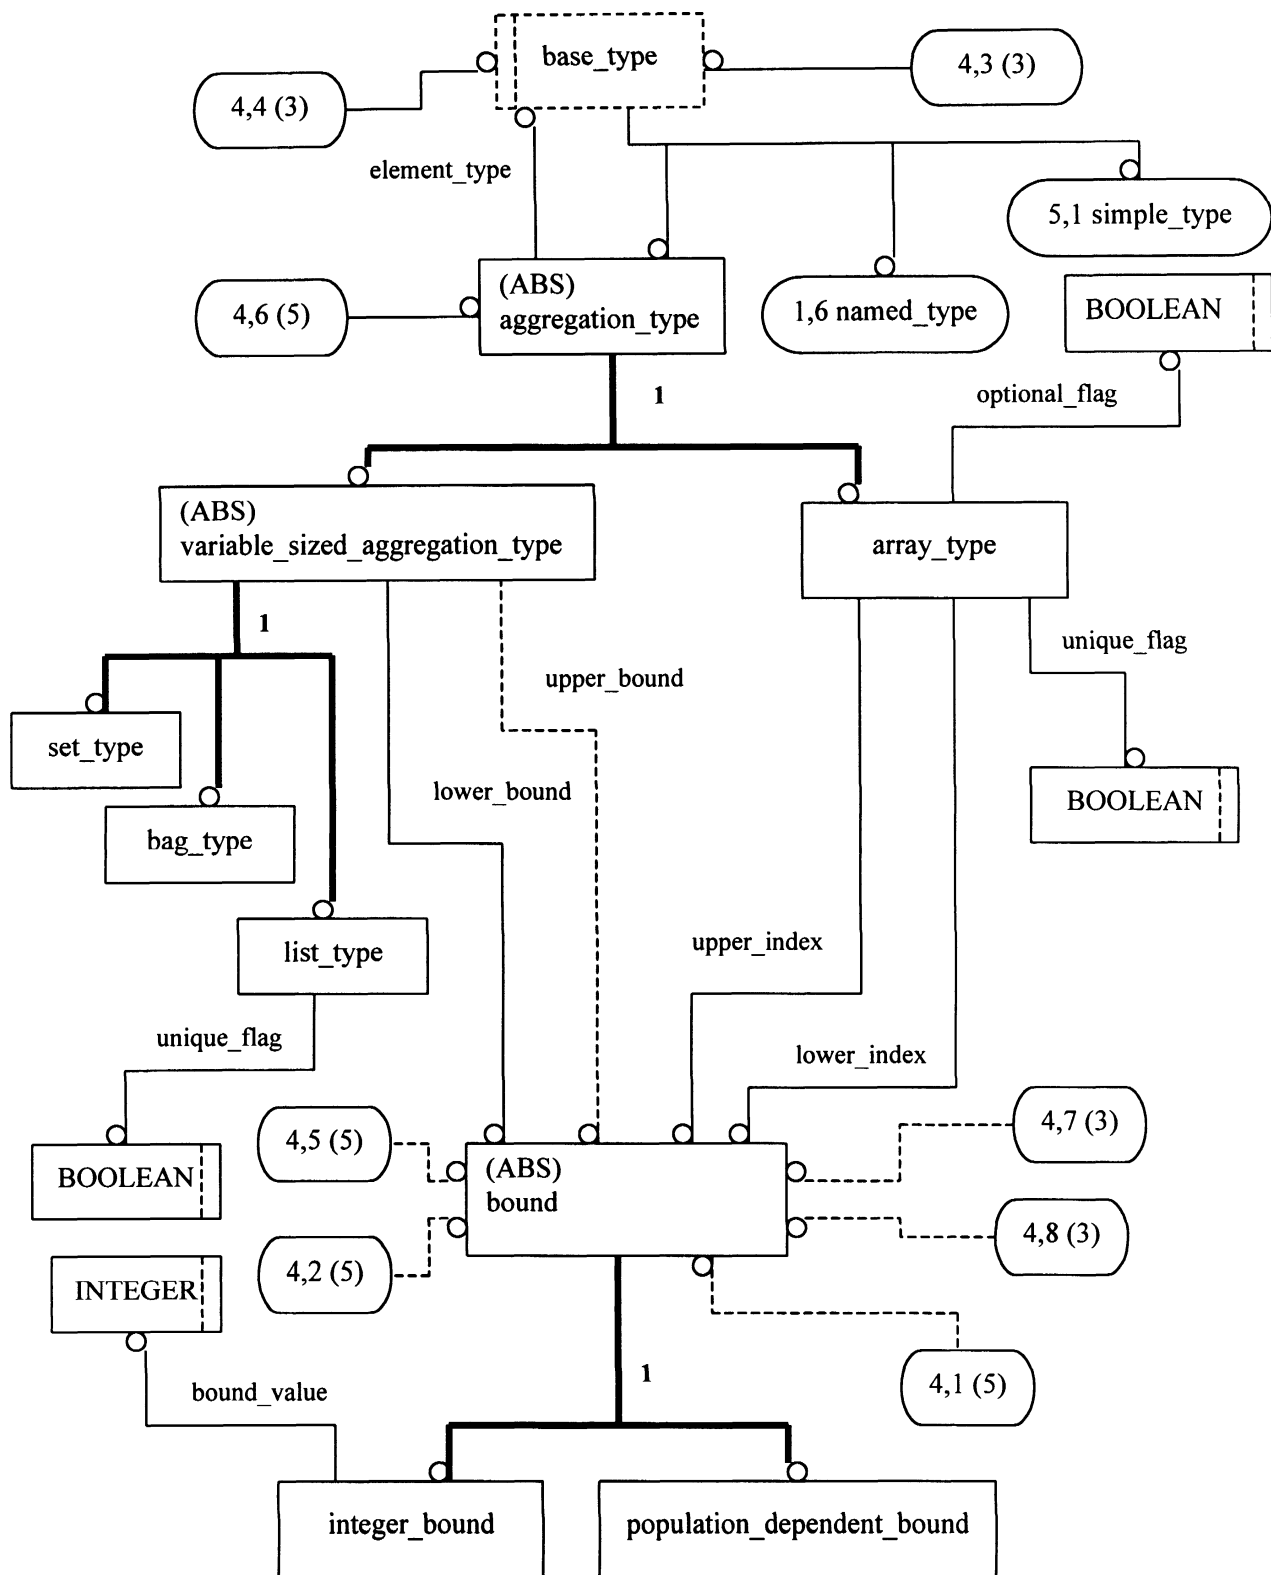 base_type
4,3 (3)
4,4 (3)
element_type
5,1 simple_type
(ABS)
aggregation_type
4,6 (5)
1,6 named_type
BOOLEAN
1
optional_flag
(ABS)
variable_sized_aggregation_type
array_type
1
unique_flag
upper_bound
set_type
lower_bound
BOOLEAN
bag_type
list_type
upper_index
unique_flag
lower_index
4,5 (5)
4,7 (3)
BOOLEAN
(ABS)
bound
4,2 (5)
4,8 (3)
INTEGER
1
4,1 (5)
bound_value
integer_bound
population_dependent_bound